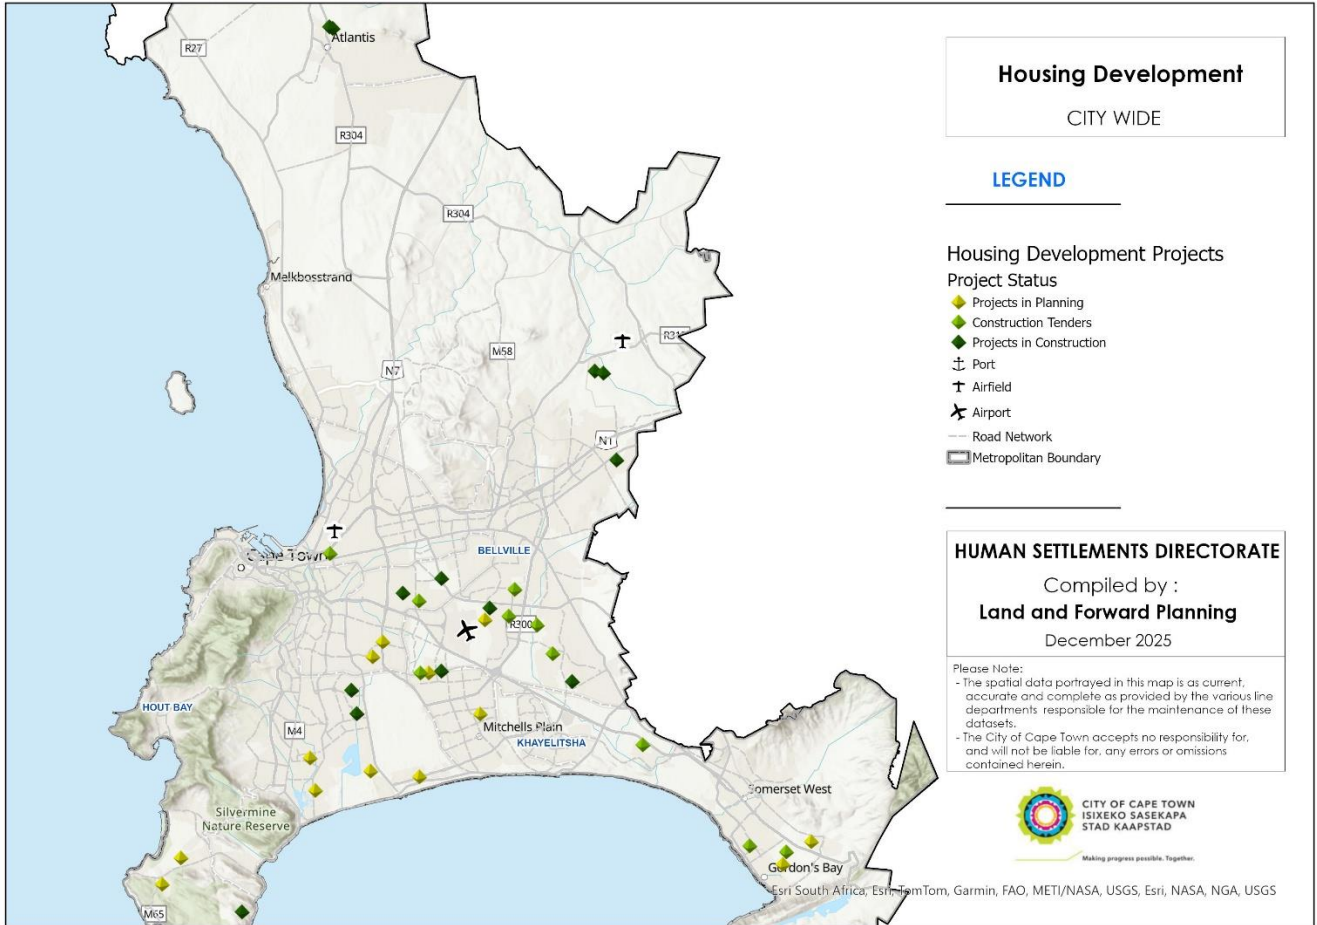 Atlantis
R27
R304
R304
Melkbosstrand
R31
M58
N7
N1
Cape Town
BELLVILLE
R300
HOUT BAY
M4
Mitchells Plain
KHAYELITSHA
Somerset West
Silvermine
Nature Reserve
Gordon's Bay
M65
Esri South Africa, Esri, TomTom, Garmin, FAO, METI/NASA, USGS, Esri, NASA, NGA, USGS
Housing Development
CITY WIDE
LEGEND
Housing Development Projects
Project Status
Projects in Planning
Construction Tenders
Projects in Construction
Port
Airfield
Airport
Road Network
Metropolitan Boundary
HUMAN SETTLEMENTS DIRECTORATE
Compiled by :
Land and Forward Planning
December 2025
Please Note:
- The spatial data portrayed in this map is as current,
accurate and complete as provided by the various line
departments responsible for the maintenance of these
datasets.
- The City of Cape Town accepts no responsibility for,
and will not be liable for, any errors or omissions
contained herein.
CITY OF CAPE TOWN
ISIXEKO SASEKAPA
STAD KAAPSTAD
Making progress possible. Together.